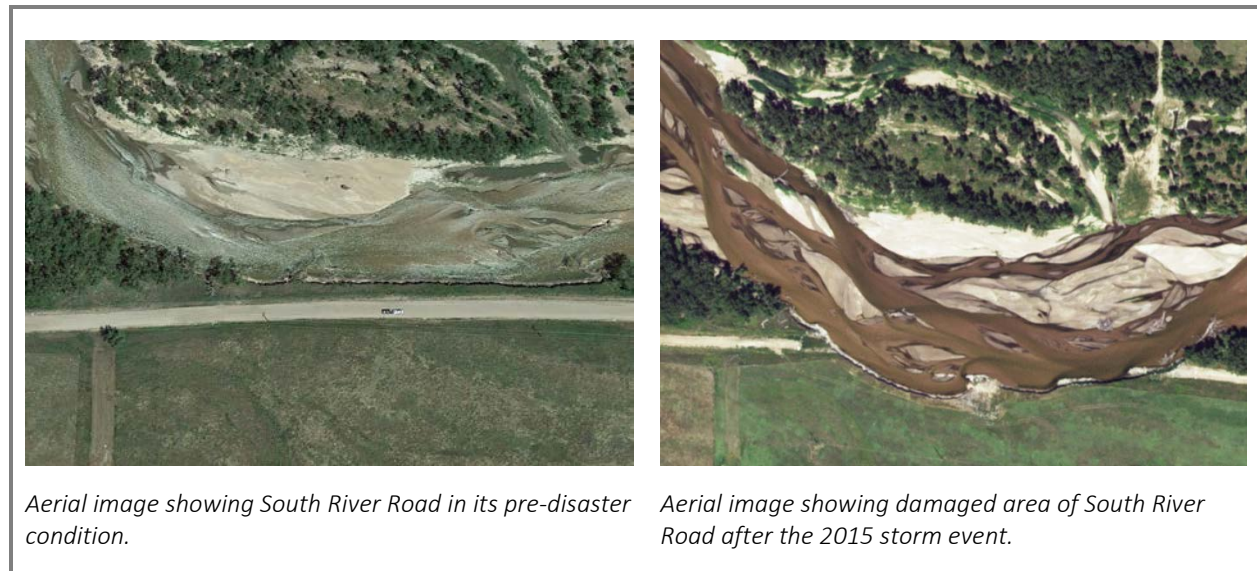 Aerial image showing South River Road in its pre-disaster
condition.
Aerial image showing damaged area of South River
Road after the 2015 storm event.